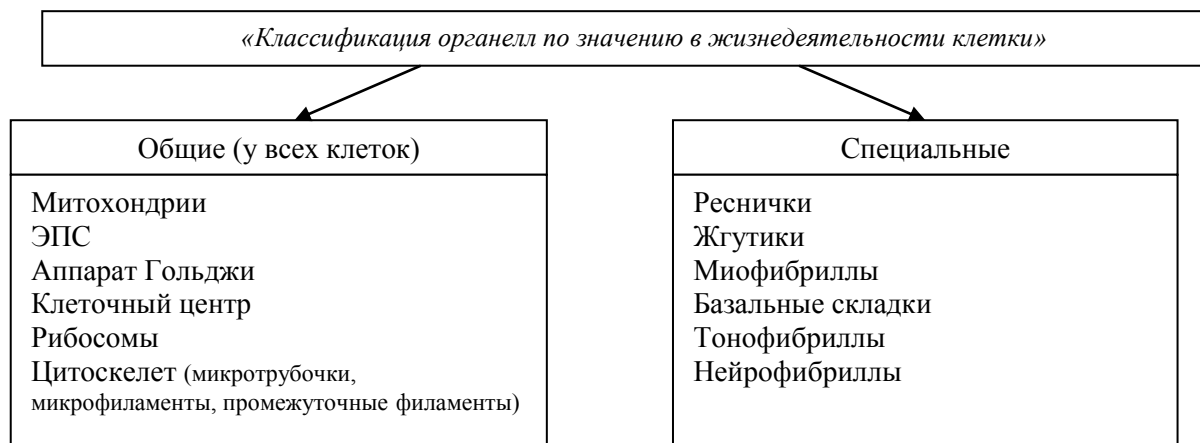 «Классификация органелл по значению в жизнедеятельности клетки»
Общие (у всех клеток)
Митохондрии
ЭПС
Аппарат Гольджи
Клеточный центр
Рибосомы
Цитоскелет (микротрубочки,
микрофиламенты, промежуточные филаменты)
Специальные
Реснички
Жгутики
Миофибриллы
Базальные складки
Тонофибриллы
Нейрофибриллы